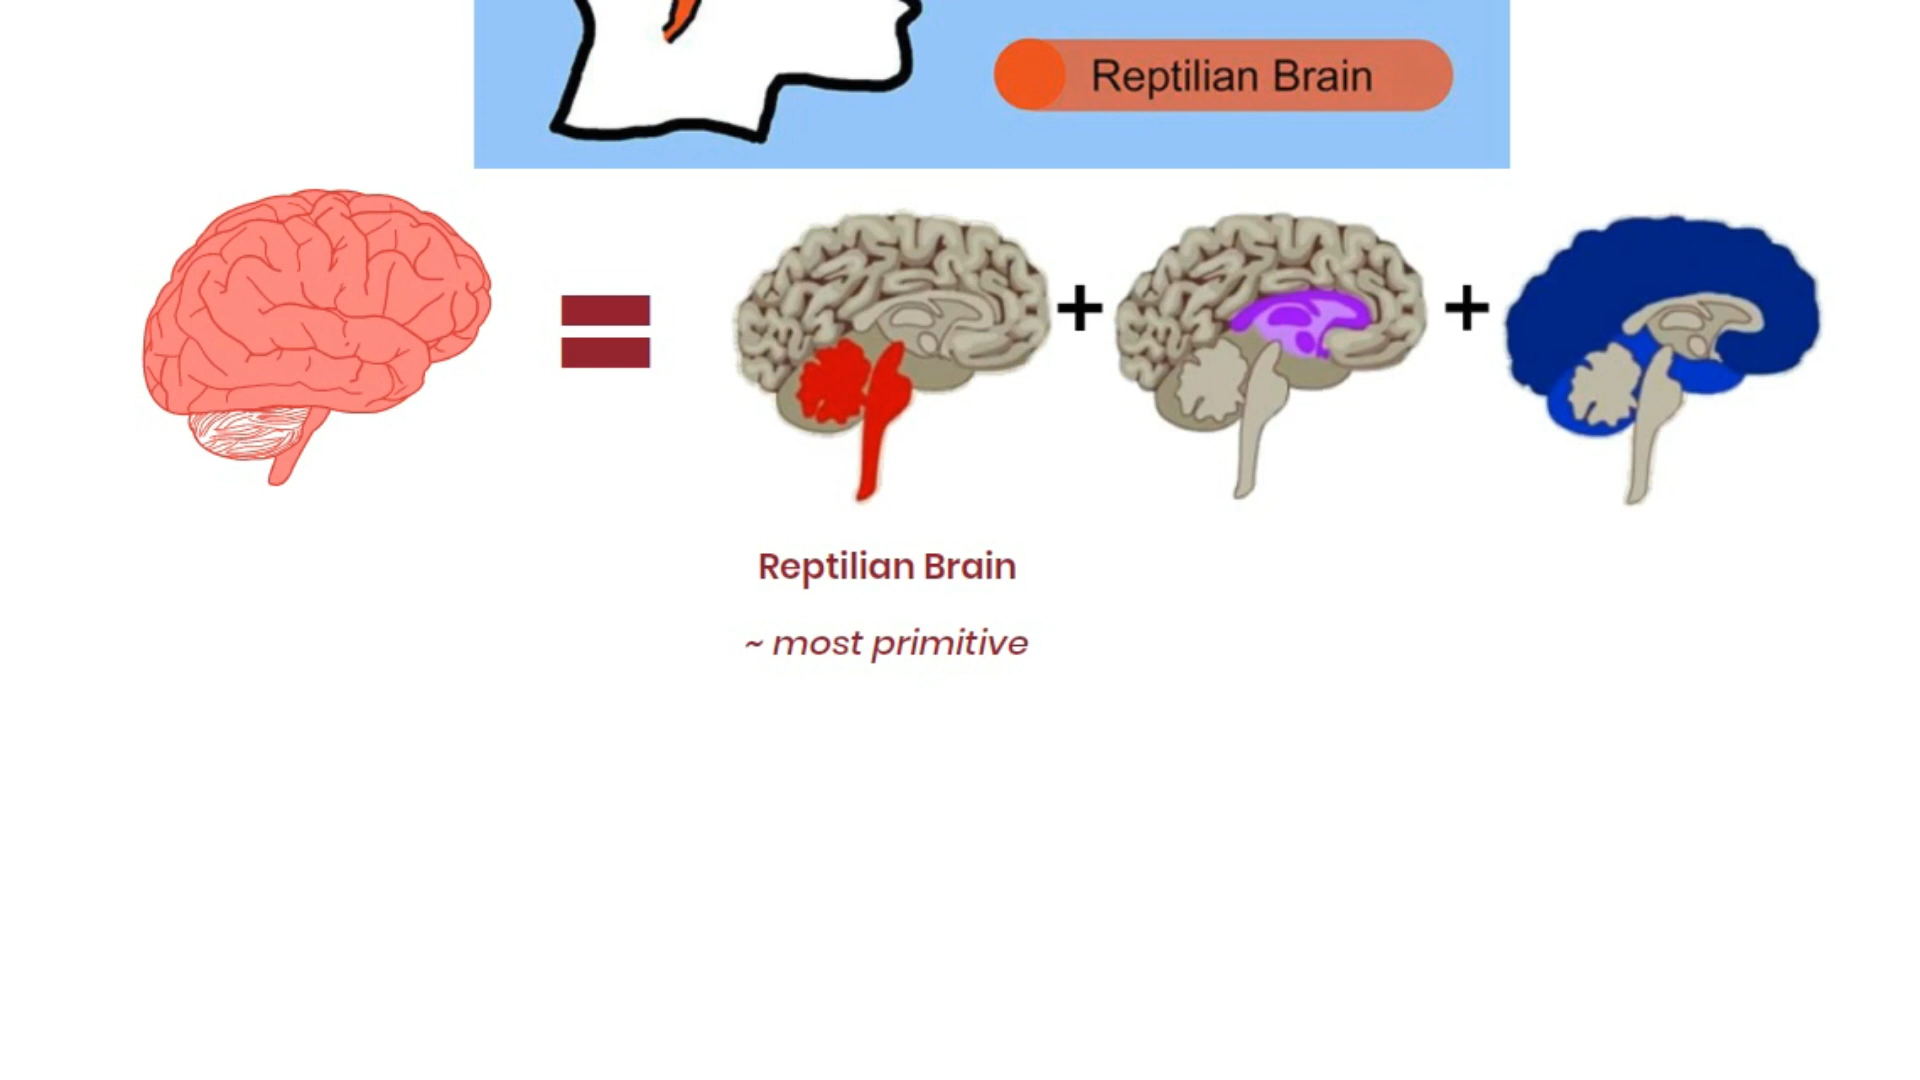 Reptilian Brain
=
+
+
Reptilian Brain
~ most primitive